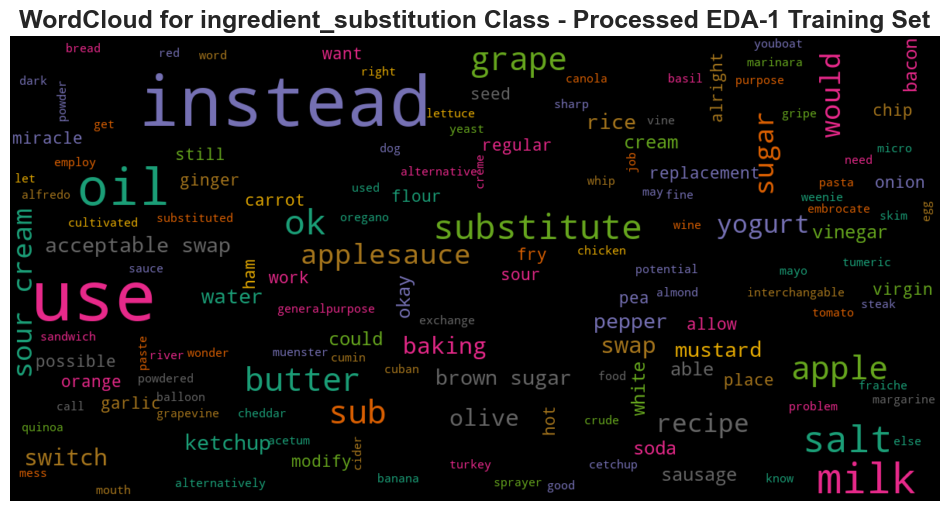 WordCloud for ingredient_substitution Class - Processed EDA-1 Training Set
bread
red
word
want
right
grape
canola
basil
youboat
marinara
purpose
alright
would
bacon
dark
powder
get
instead
lettuce
seed
sharp
yeast
vine
gripe
chip
miracle
rice
sugar
employ
still
dog
regular
cream
job
replacement
need
micro
let
alfredo
oil
ginger
carrot
used
flour
alternative
creme
whip
may
fine
pasta
weenie
onion
cultivated
substituted
ok
oregano
substitute
wine
yogurt
embrocate
vinegar
skim
egg
sour cream
acceptable swap
applesauce
fry
chicken
sauce
ham
work
sour
potential
mayo
tumeric
use
water
generalpurpose
okay
pea
almond
interchangable
virgin
steak
sandwich
exchange
pepper
allow
tomato
possible
paste
river
wonder
muenster
could
cumin
baking
swap
mustard
orange
powdered
butter
cuban
brown sugar
food
white
able
place
apple
fraiche
call
garlic
balloon
grapevine
cheddar
sub
olive
hot
crude
recipe
problem
margarine
quinoa
ketchup
acetum
cider
soda
salt
else
switch
modify
turkey
cetchup
sausage
mess
mouth
alternatively
banana
sprayer
good
know
milk